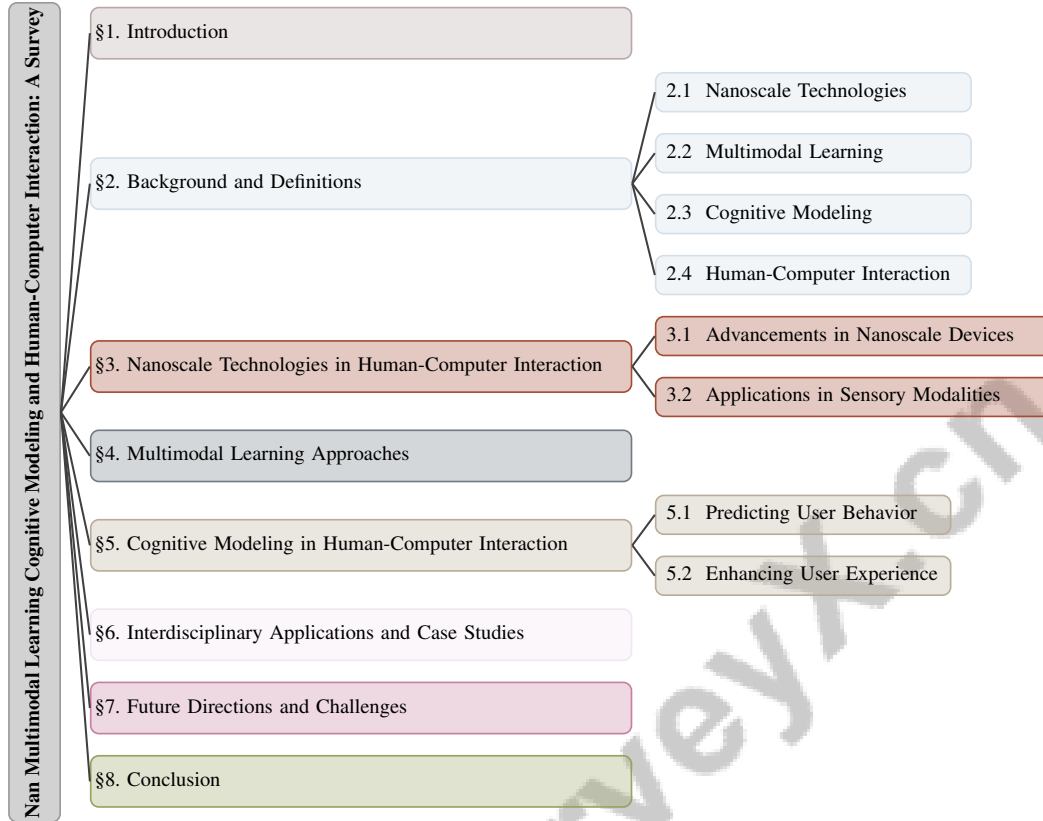 Nan Multimodal Learning Cognitive Modeling and Human-Computer Interaction: A Survey
§1. Introduction
§2. Background and Definitions
2.1 Nanoscale Technologies
2.2 Multimodal Learning
2.3 Cognitive Modeling
2.4 Human-Computer Interaction
§3. Nanoscale Technologies in Human-Computer Interaction
3.1 Advancements in Nanoscale Devices
3.2 Applications in Sensory Modalities
§4. Multimodal Learning Approaches
§5. Cognitive Modeling in Human-Computer Interaction
5.1 Predicting User Behavior
5.2 Enhancing User Experience
§6. Interdisciplinary Applications and Case Studies
§7. Future Directions and Challenges
§8. Conclusion
rveyx.cn